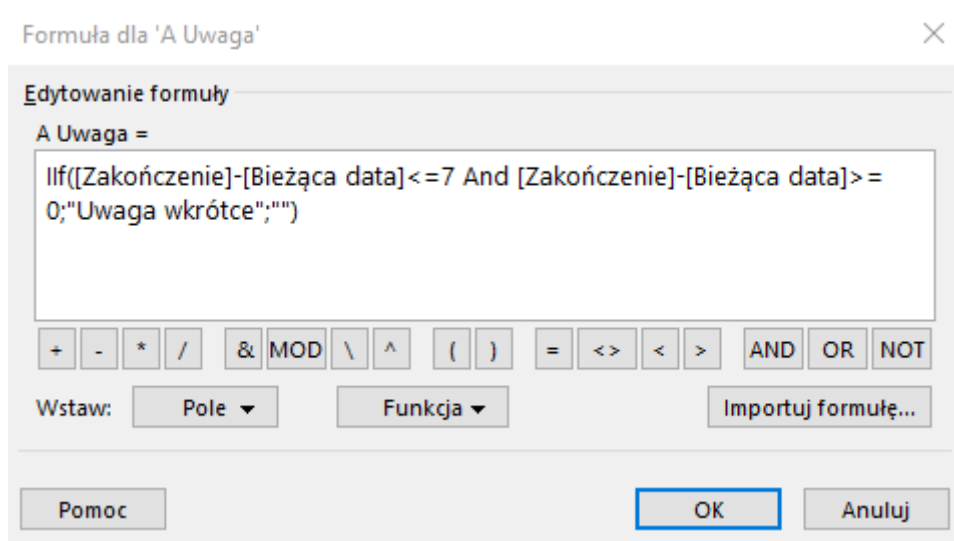 Formuła dla 'A Uwaga'
Edytowanie formuły
A Uwaga =
IIf([Zakończenie]-[Bieżąca data]<=7 And [Zakończenie]-[Bieżąca data]>=
0;"Uwaga wkrótce";"")
+ - * / & MOD \ ^ ( ) = <> < > AND OR NOT
Wstaw: Pole Funkcja Importuj formułę...
Pomoc OK Anuluj